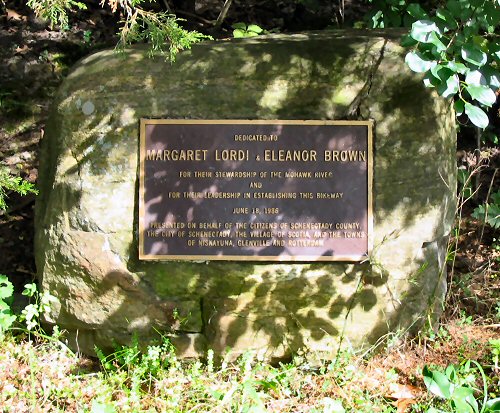 DEDICATED TO
MARGARET LORDI & ELEANOR BROWN
FOR THEIR STEWARDSHIP OF THE MOHAWK RIVER
AND
FOR THEIR LEADERSHIP IN ESTABLISHING THIS BIKEWAY
JUNE 18, 1986
PRESENTED ON BEHALF OF THE CITIZENS OF SCHENECTADY COUNTY,
THE CITY OF SCHENECTADY, THE VILLAGE OF SCOTIA, AND THE TOWNS
OF NISKAYUNA, GLENVILLE AND ROTTERDAM